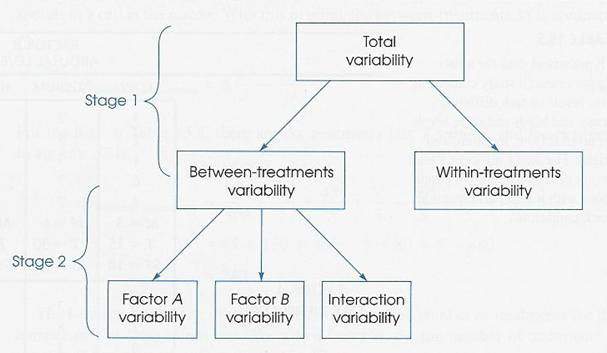 Total
variability
Stage 1
Between-treatments
variability
Within-treatments
variability
Stage 2
Factor A
variability
Factor B
variability
Interaction
variability